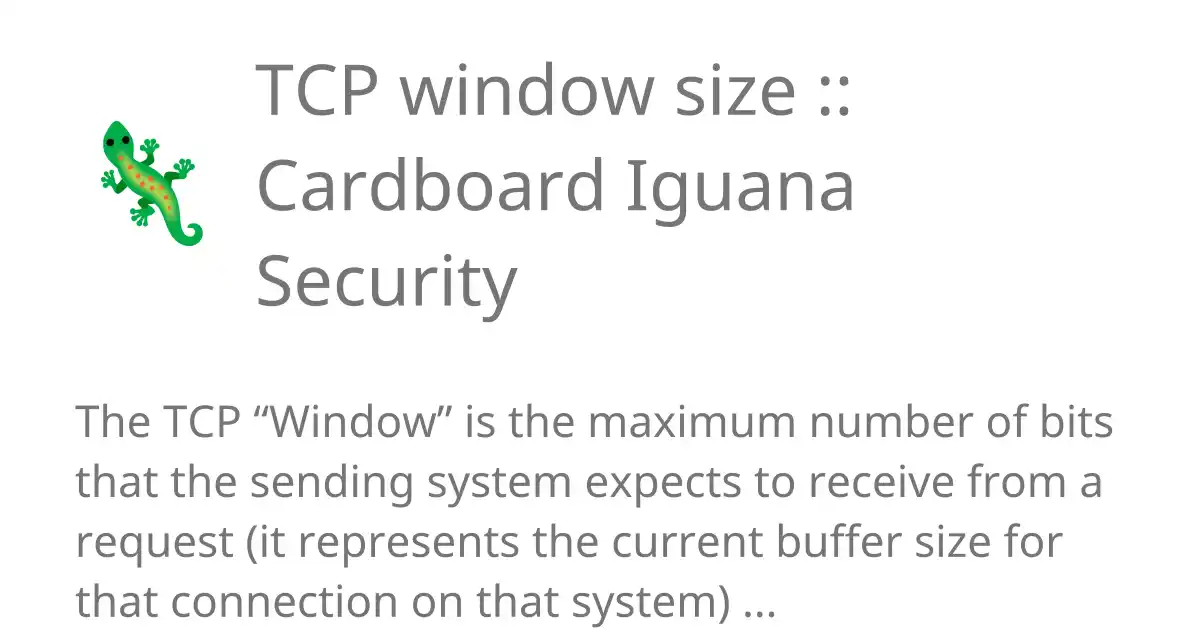 TCP window size ::
Cardboard Iguana
Security
The TCP “Window” is the maximum number of bits
that the sending system expects to receive from a
request (it represents the current buffer size for
that connection on that system) ...